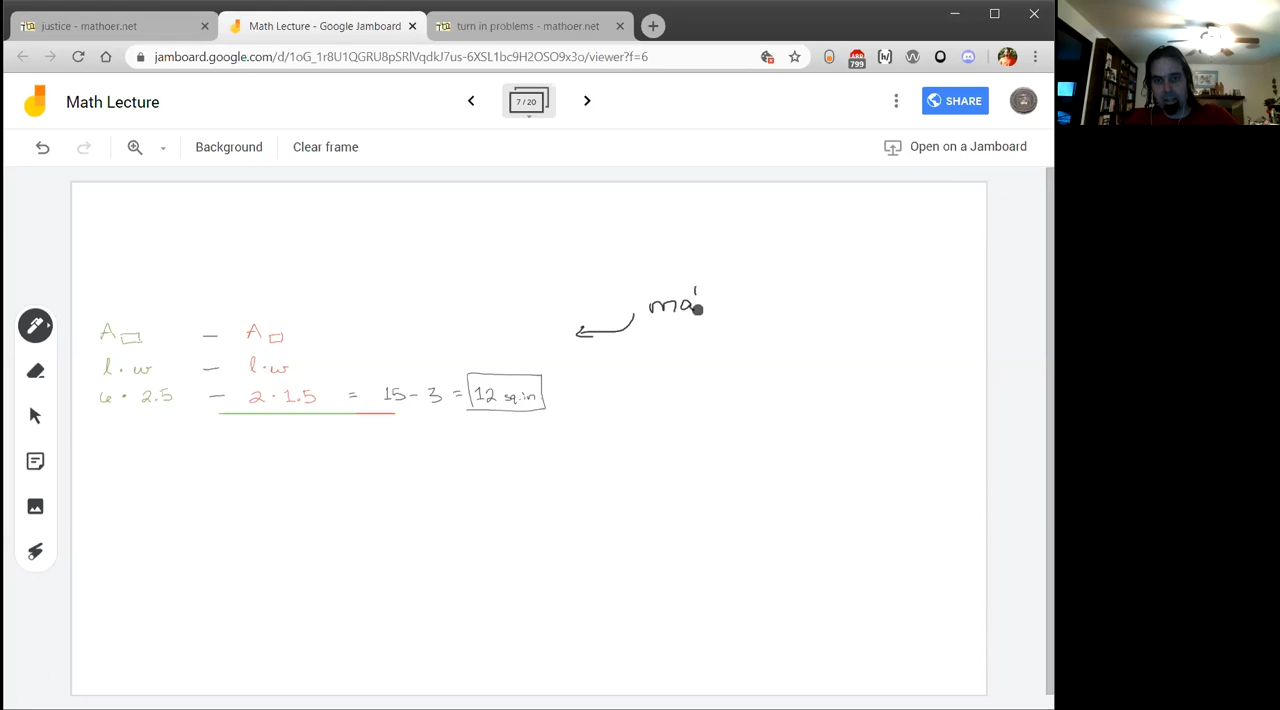 justice - mathoer.net
Math Lecture - Google Jamboard
turn in problems - mathoer.net
jamboard.google.com/d/1oG_1r8U1QGRU8pSRlVqdkJ7us-6XSL1bc9H2OSO9x3o/viewer?f=6
799
Math Lecture
7 / 20
SHARE
Background
Clear frame
Open on a Jamboard
ma
A - A
l · w - l · w
6 · 2.5 - 2 · 1.5 = 15 - 3 = 12 sq.in